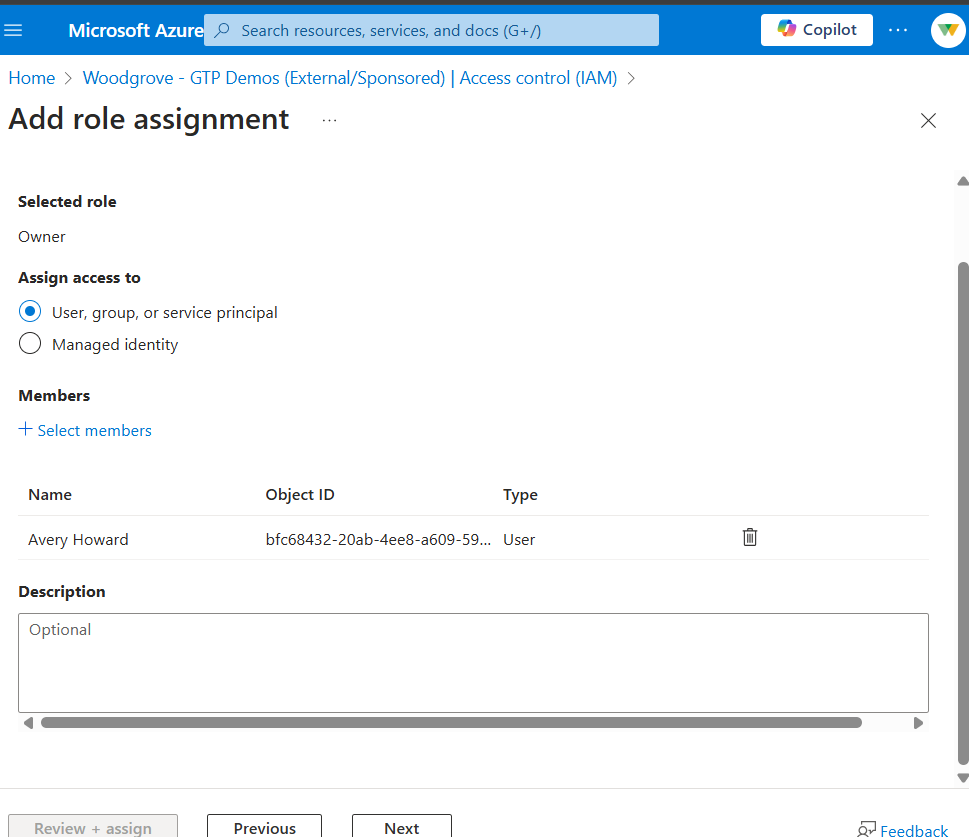 Microsoft Azure
Search resources, services, and docs (G+/)
Copilot
Home > Woodgrove - GTP Demos (External/Sponsored) | Access control (IAM) >
Add role assignment ...
Selected role
Owner
Assign access to
User, group, or service principal
Managed identity
Members
+ Select members
Name Object ID Type
Avery Howard bfc68432-20ab-4ee8-a609-59... User
Description
Optional
Review + assign Previous Next Feedback